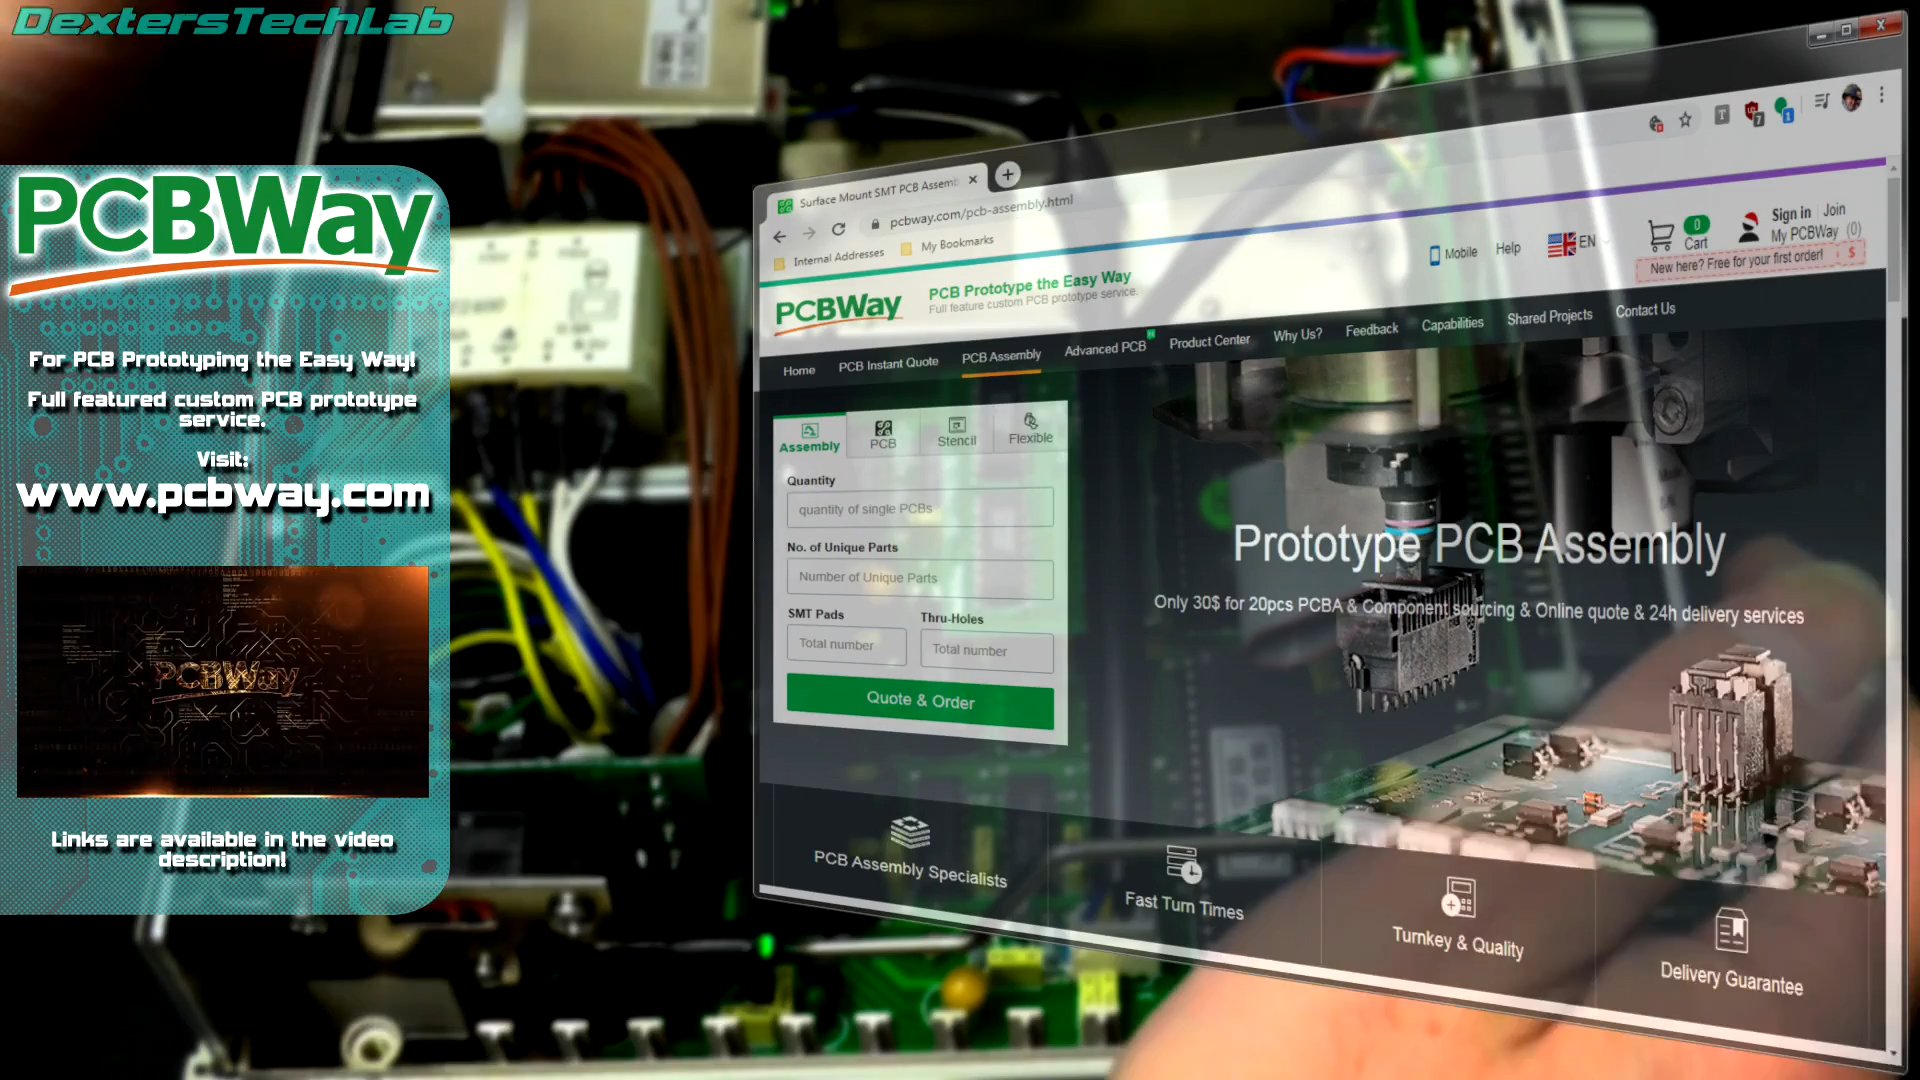 DextersTechLab
PCBWay
For PCB Prototyping the Easy Way!
Full featured custom PCB prototype
service.
Visit:
www.pcbway.com
PCBWay
Links are available in the video
description!
Surface Mount SMT PCB Assemb
pcbway.com/pcb-assembly.html
Internal Addresses
My Bookmarks
T
7
1
PCBWay
PCB Prototype the Easy Way
Full feature custom PCB prototype service.
Mobile
Help
EN
0
Cart
Sign in
Join
My PCBWay (0)
New here? Free for your first order! $
Home
PCB Instant Quote
PCB Assembly
Advanced PCB
Product Center
Why Us?
Feedback
Capabilities
Shared Projects
Contact Us
Assembly
PCB
Stencil
Flexible
Quantity
quantity of single PCBs
No. of Unique Parts
Number of Unique Parts
SMT Pads
Thru-Holes
Total number
Total number
Quote & Order
Prototype PCB Assembly
Only 30$ for 20pcs PCBA & Component sourcing & Online quote & 24h delivery services
PCB Assembly Specialists
Fast Turn Times
Turnkey & Quality
Delivery Guarantee